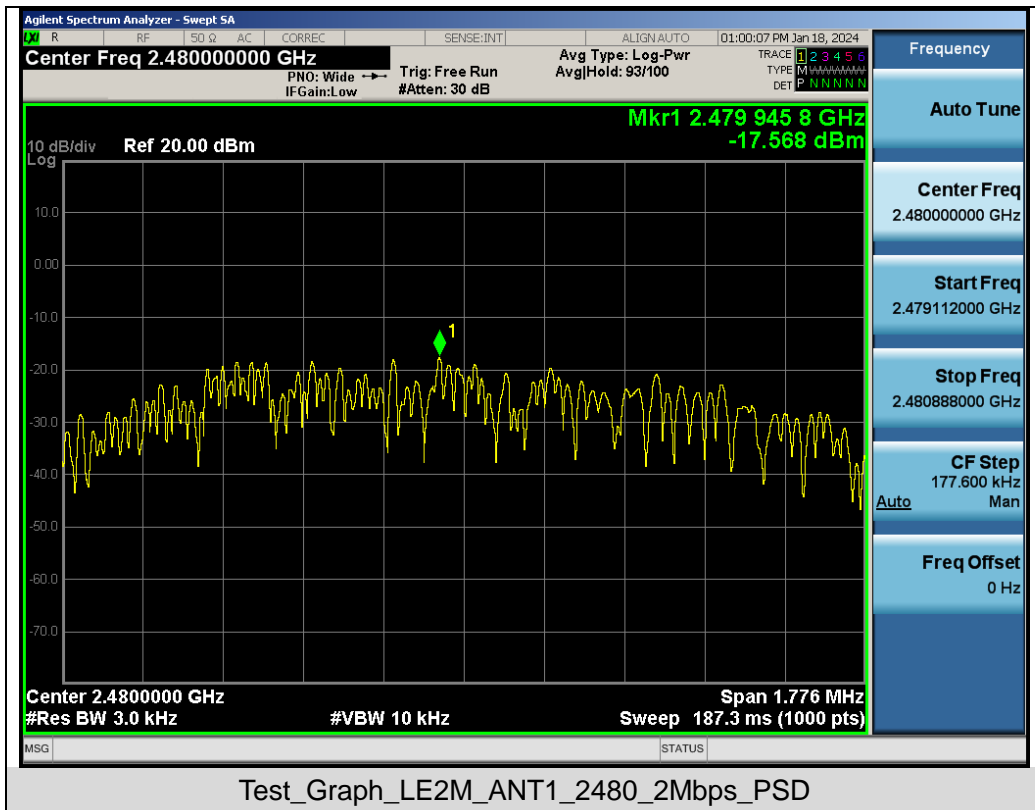 Agilent Spectrum Analyzer - Swept SA
LXI R RF 50 Ω AC CORREC SENSE:INT ALIGN AUTO 01:00:07 PM Jan 18, 2024
Center Freq 2.480000000 GHz
PNO: Wide
IFGain:Low
Trig: Free Run
#Atten: 30 dB
Avg Type: Log-Pwr
Avg|Hold: 93/100
TRACE 1 2 3 4 5 6
TYPE M
DET P N N N N N
Mkr1 2.479 945 8 GHz
-17.568 dBm
10 dB/div Ref 20.00 dBm
Log
10.0
0.00
-10.0
-20.0
-30.0
-40.0
-50.0
-60.0
-70.0
1
Center 2.4800000 GHz Span 1.776 MHz
#Res BW 3.0 kHz #VBW 10 kHz Sweep 187.3 ms (1000 pts)
MSG STATUS
Frequency
Auto Tune
Center Freq
2.480000000 GHz
Start Freq
2.479112000 GHz
Stop Freq
2.480888000 GHz
CF Step
177.600 kHz
Auto Man
Freq Offset
0 Hz
Test_Graph_LE2M_ANT1_2480_2Mbps_PSD